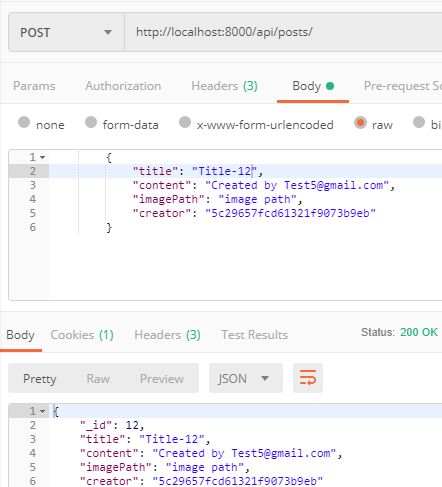 POST http://localhost:8000/api/posts/
Params Authorization Headers (3) Body Pre-request Sc
none form-data x-www-form-urlencoded raw bi
1 {
2 "title": "Title-12",
3 "content": "Created by Test5@gmail.com",
4 "imagePath": "image path",
5 "creator": "5c29657fcd61321f9073b9eb"
6 }
Body Cookies (1) Headers (3) Test Results Status: 200 OK
Pretty Raw Preview JSON
1 {
2 "_id": 12,
3 "title": "Title-12",
4 "content": "Created by Test5@gmail.com",
5 "imagePath": "image path",
6 "creator": "5c29657fcd61321f9073b9eb"